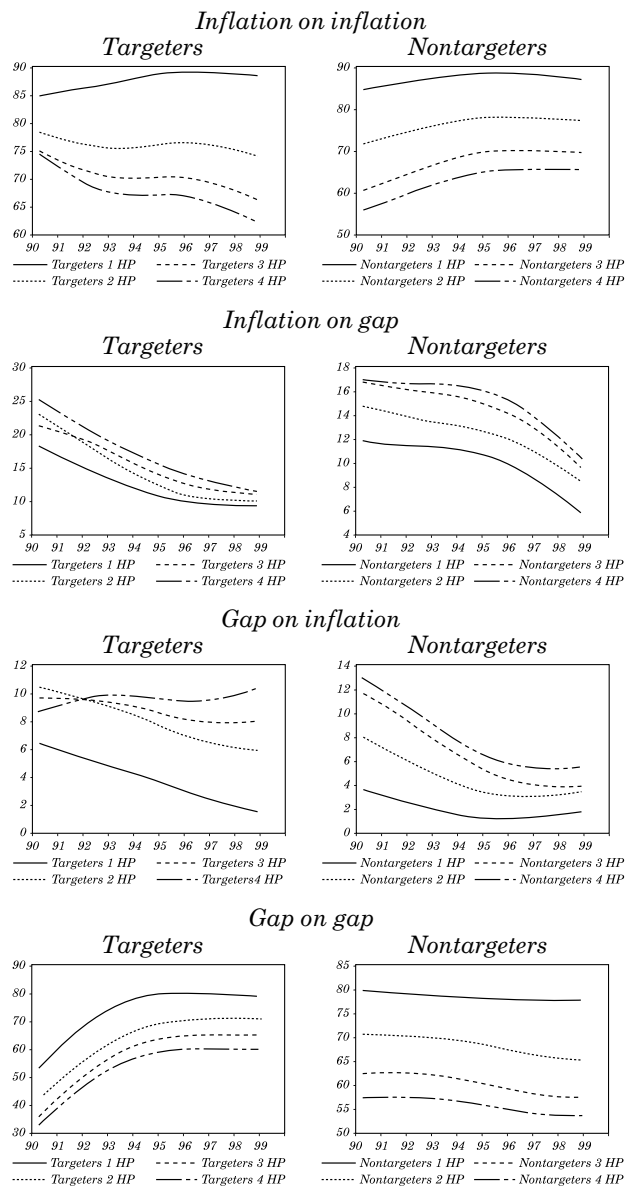 Inflation on inflation
Targeters Nontargeters
90 90
85
80 80
75
70 70
65 60
60 50
90 91 92 93 94 95 96 97 98 99 90 91 92 93 94 95 96 97 98 99
Targeters 1 HP Targeters 3 HP Nontargeters 1 HP Nontargeters 3 HP
Targeters 2 HP Targeters 4 HP Nontargeters 2 HP Nontargeters 4 HP
Inflation on gap
Targeters Nontargeters
30 18
25 16
20 14
12
15 10
8
10 6
5 4
90 91 92 93 94 95 96 97 98 99 90 91 92 93 94 95 96 97 98 99
Targeters 1 HP Targeters 3 HP Nontargeters 1 HP Nontargeters 3 HP
Targeters 2 HP Targeters 4 HP Nontargeters 2 HP Nontargeters 4 HP
Gap on inflation
Targeters Nontargeters
12 14
10 12
8 10
8
6 6
4 4
2 2
0 0
90 91 92 93 94 95 96 97 98 99 90 91 92 93 94 95 96 97 98 99
Targeters 1 HP Targeters 3 HP Nontargeters 1 HP Nontargeters 3 HP
Targeters 2 HP Targeters4 HP Nontargeters 2 HP Nontargeters 4 HP
Gap on gap
Targeters Nontargeters
90 85
80 80
75
70 70
60 65
50 60
40 55
30 50
90 91 92 93 94 95 96 97 98 99 90 91 92 93 94 95 96 97 98 99
Targeters 1 HP Targeters 3 HP Nontargeters 1 HP Nontargeters 3 HP
Targeters 2 HP Targeters 4 HP Nontargeters 2 HP Nontargeters 4 HP